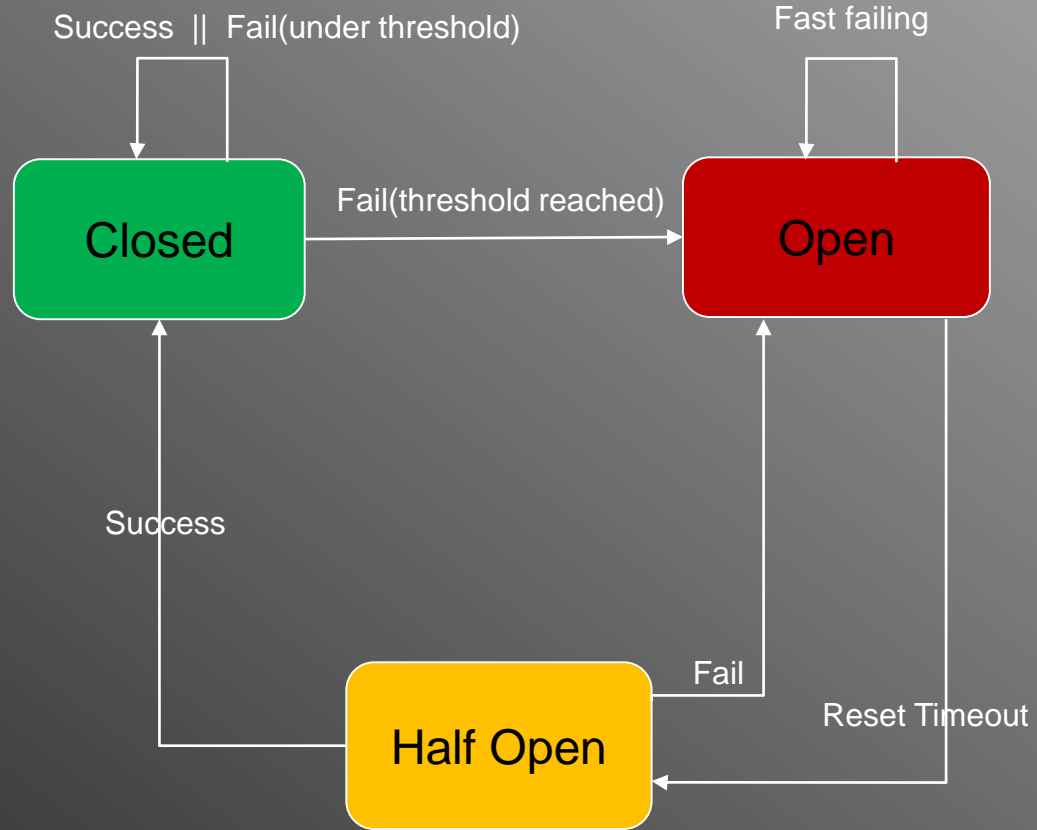 Success || Fail(under threshold)
Fast failing
Closed
Fail(threshold reached)
Open
Success
Fail
Reset Timeout
Half Open